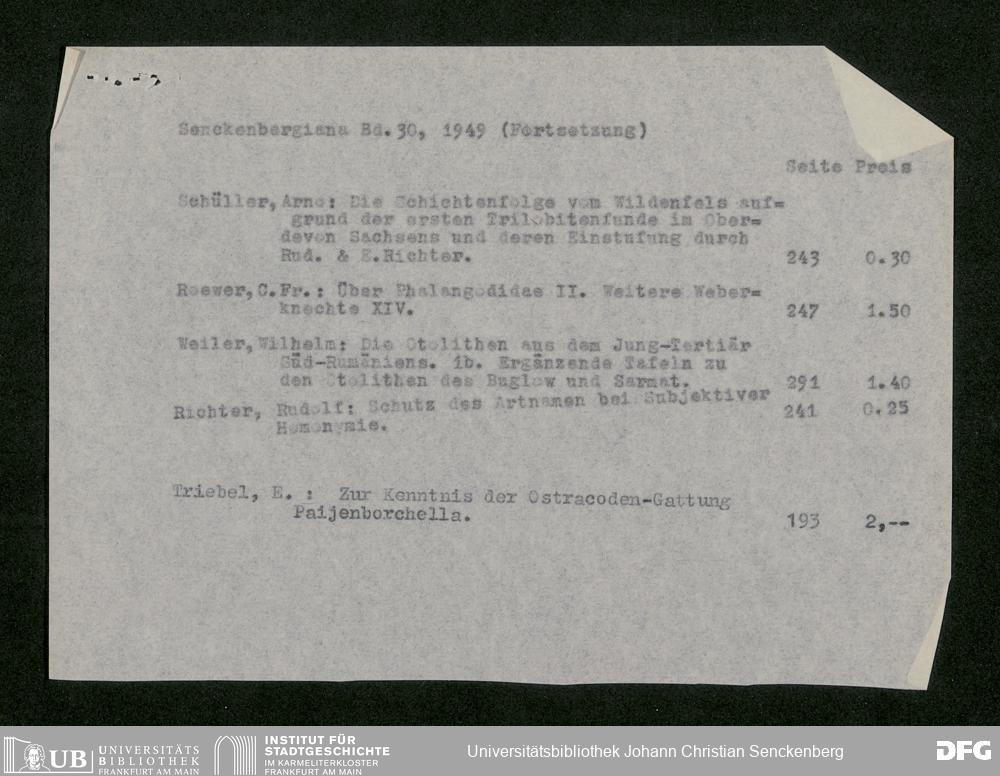 Senckenbergiana Bd. 30, 1949 (Fortsetzung)
Seite Preis
Schüller, Arno: Die Schichtenfolge vom Wildenfels auf=
grund der ersten Trilobitenfunde im Ober=
devon Sachsens und deren Einstufung durch
Rud. & E.Richter. 243 0.30
Roewer, C.Fr.: Über Phalangodidae II. Weitere Weber=
knechte XIV. 247 1.50
Weiler, Wilhelm: Die Otolithen aus dem Jung-Tertiär
Süd-Rumäniens. 1b. Ergänzende Tafeln zu
den Otolithen des Buglow und Sarmat. 291 1.40
Richter, Rudolf: Schutz des Artnamen bei Subjektiver 241 0.25
Homonymie.
Triebel, E. : Zur Kenntnis der Ostracoden-Gattung
Paijenborchella. 193 2,--
UB UNIVERSITÄTS
BIBLIOTHEK
FRANKFURT AM MAIN
INSTITUT FÜR
STADTGESCHICHTE
IM KARMELITERKLOSTER
FRANKFURT AM MAIN
Universitätsbibliothek Johann Christian Senckenberg
DFG